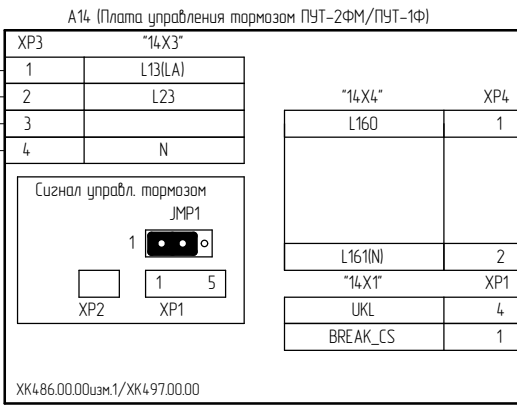 А14 (Плата управления тормозом ПУТ-2ФМ/ПУТ-1Ф)
XP3 "14X3"
1 L13(LA)
2 L23
3
4 N
"14X4" XP4
L160 1
L161(N) 2
"14X1" XP1
UKL 4
BREAK_CS 1
Сигнал управл. тормозом
JMP1
1
1 5
XP2 XP1
ХК486.00.00изм.1/ХК497.00.00